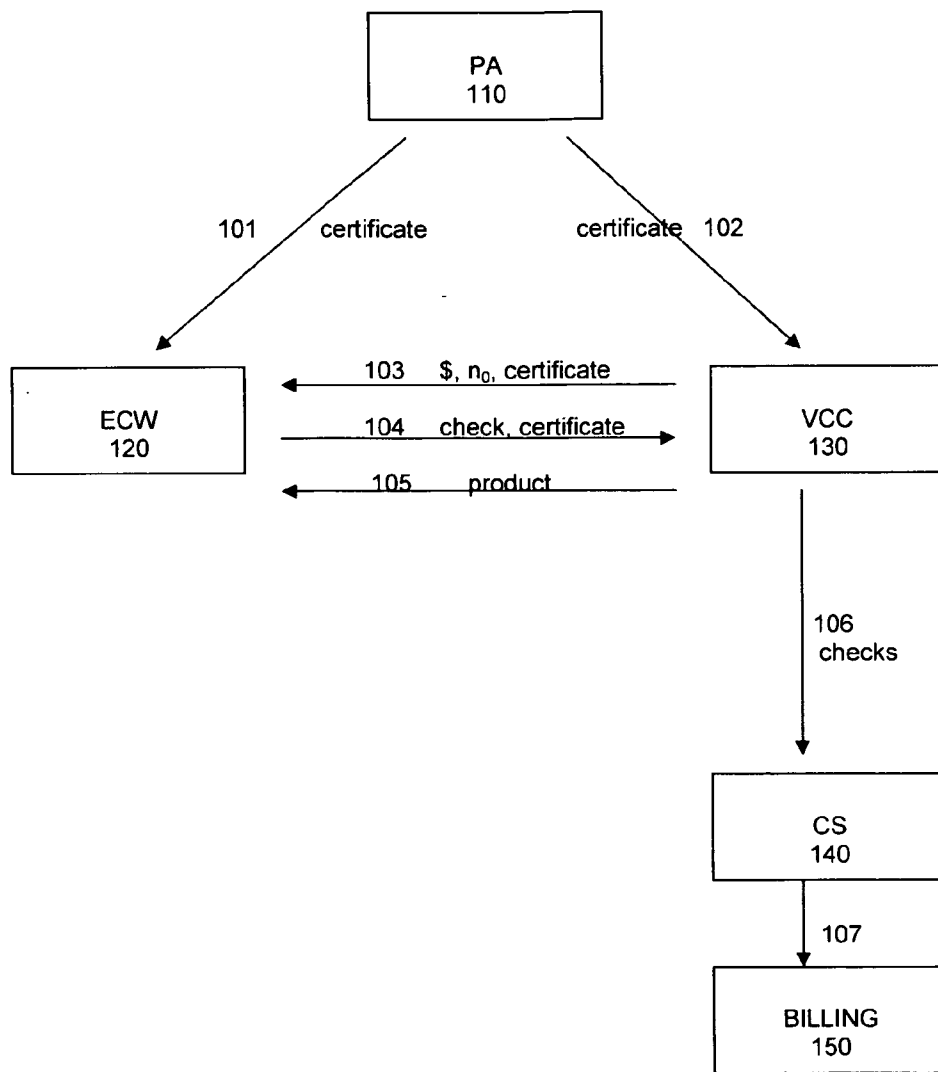 PA
110
101 certificate
certificate 102
103 $, n₀, certificate
ECW
120
104 check, certificate
VCC
130
105 product
106
checks
CS
140
107
BILLING
150